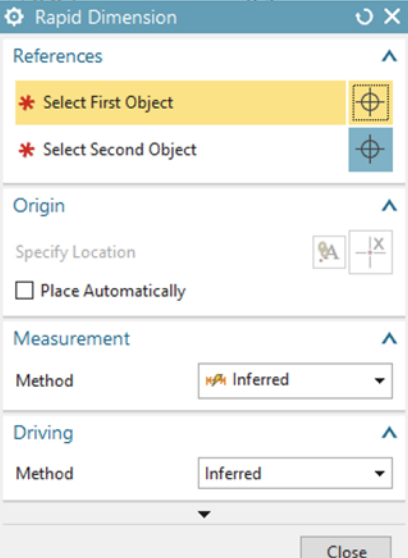 Rapid Dimension
References
* Select First Object
* Select Second Object
Origin
Specify Location
A
X
Place Automatically
Measurement
Method Inferred
Driving
Method Inferred
Close